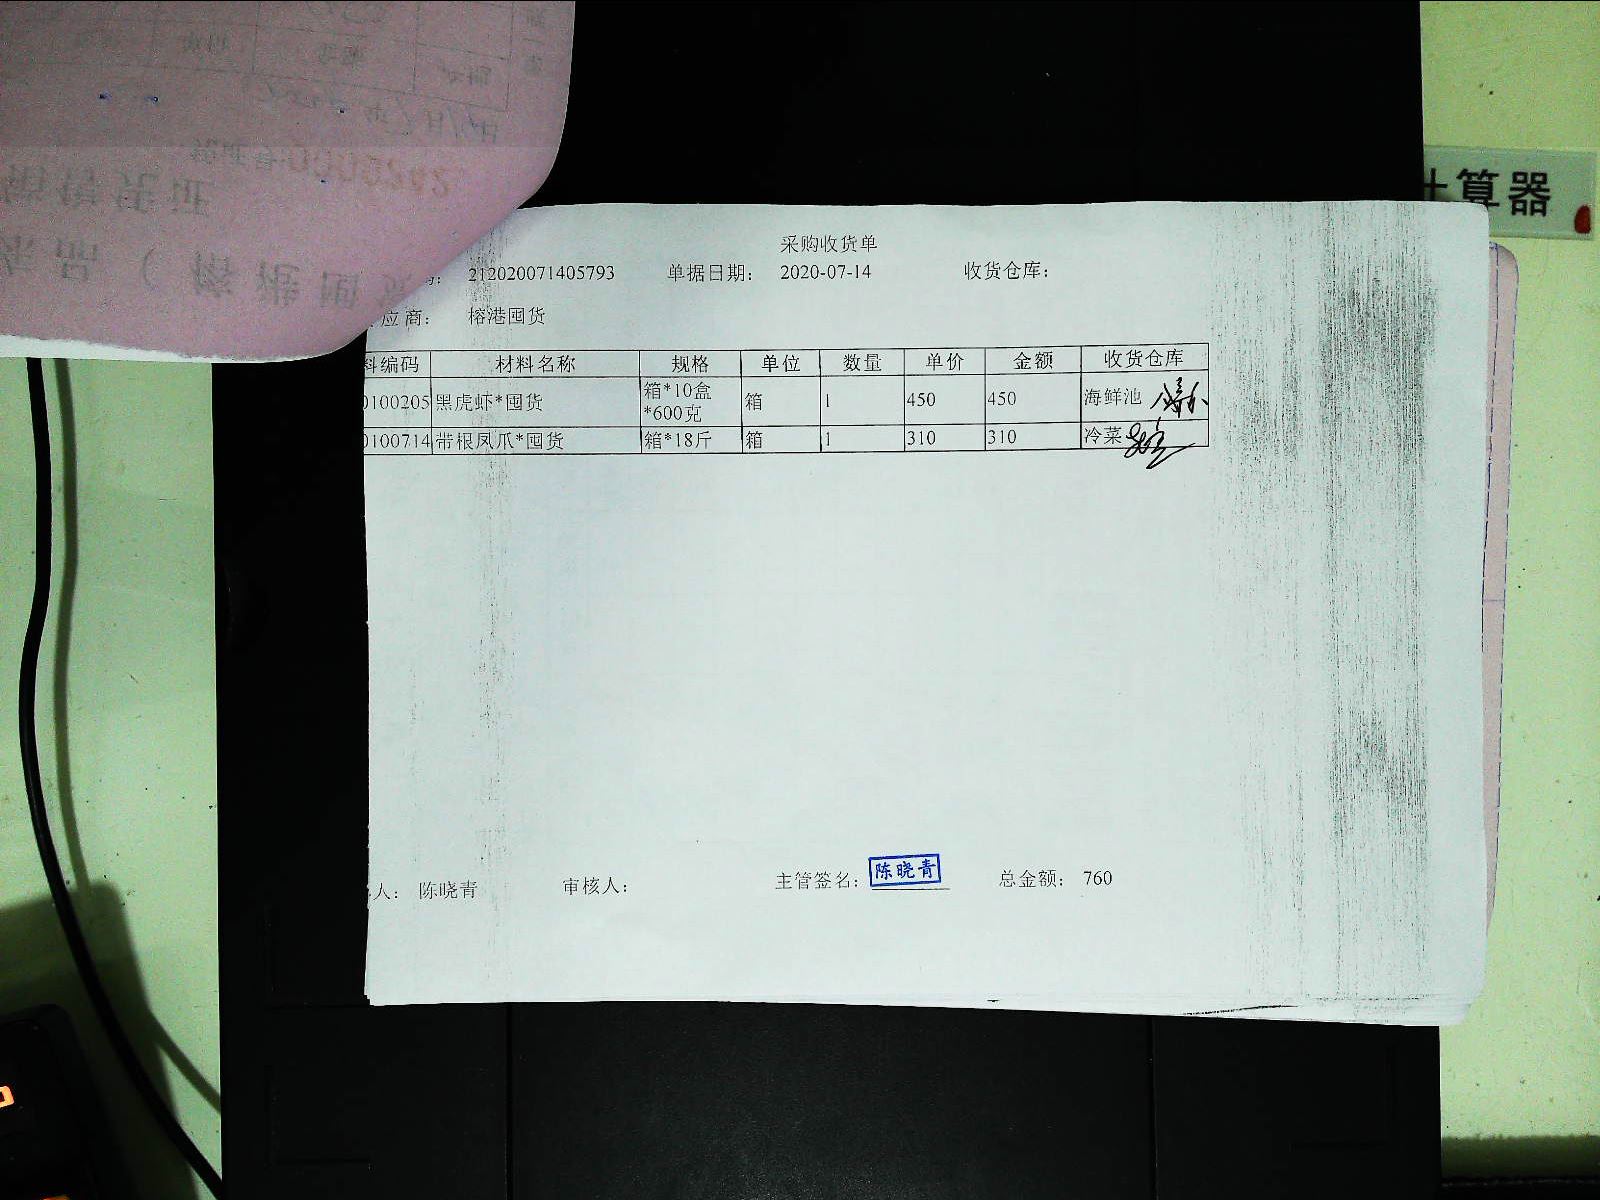 计算器
采购收货单
212020071405793 单据日期： 2020-07-14 收货仓库：
应商： 榕港囤货
料编码 材料名称 规格 单位 数量 单价 金额 收货仓库
0100205 黑虎虾*囤货 箱*10盒*600克 箱 1 450 450 海鲜池
0100714 带根凤爪*囤货 箱*18斤 箱 1 310 310 冷菜
人： 陈晓青 审核人： 主管签名： 陈晓青 总金额： 760